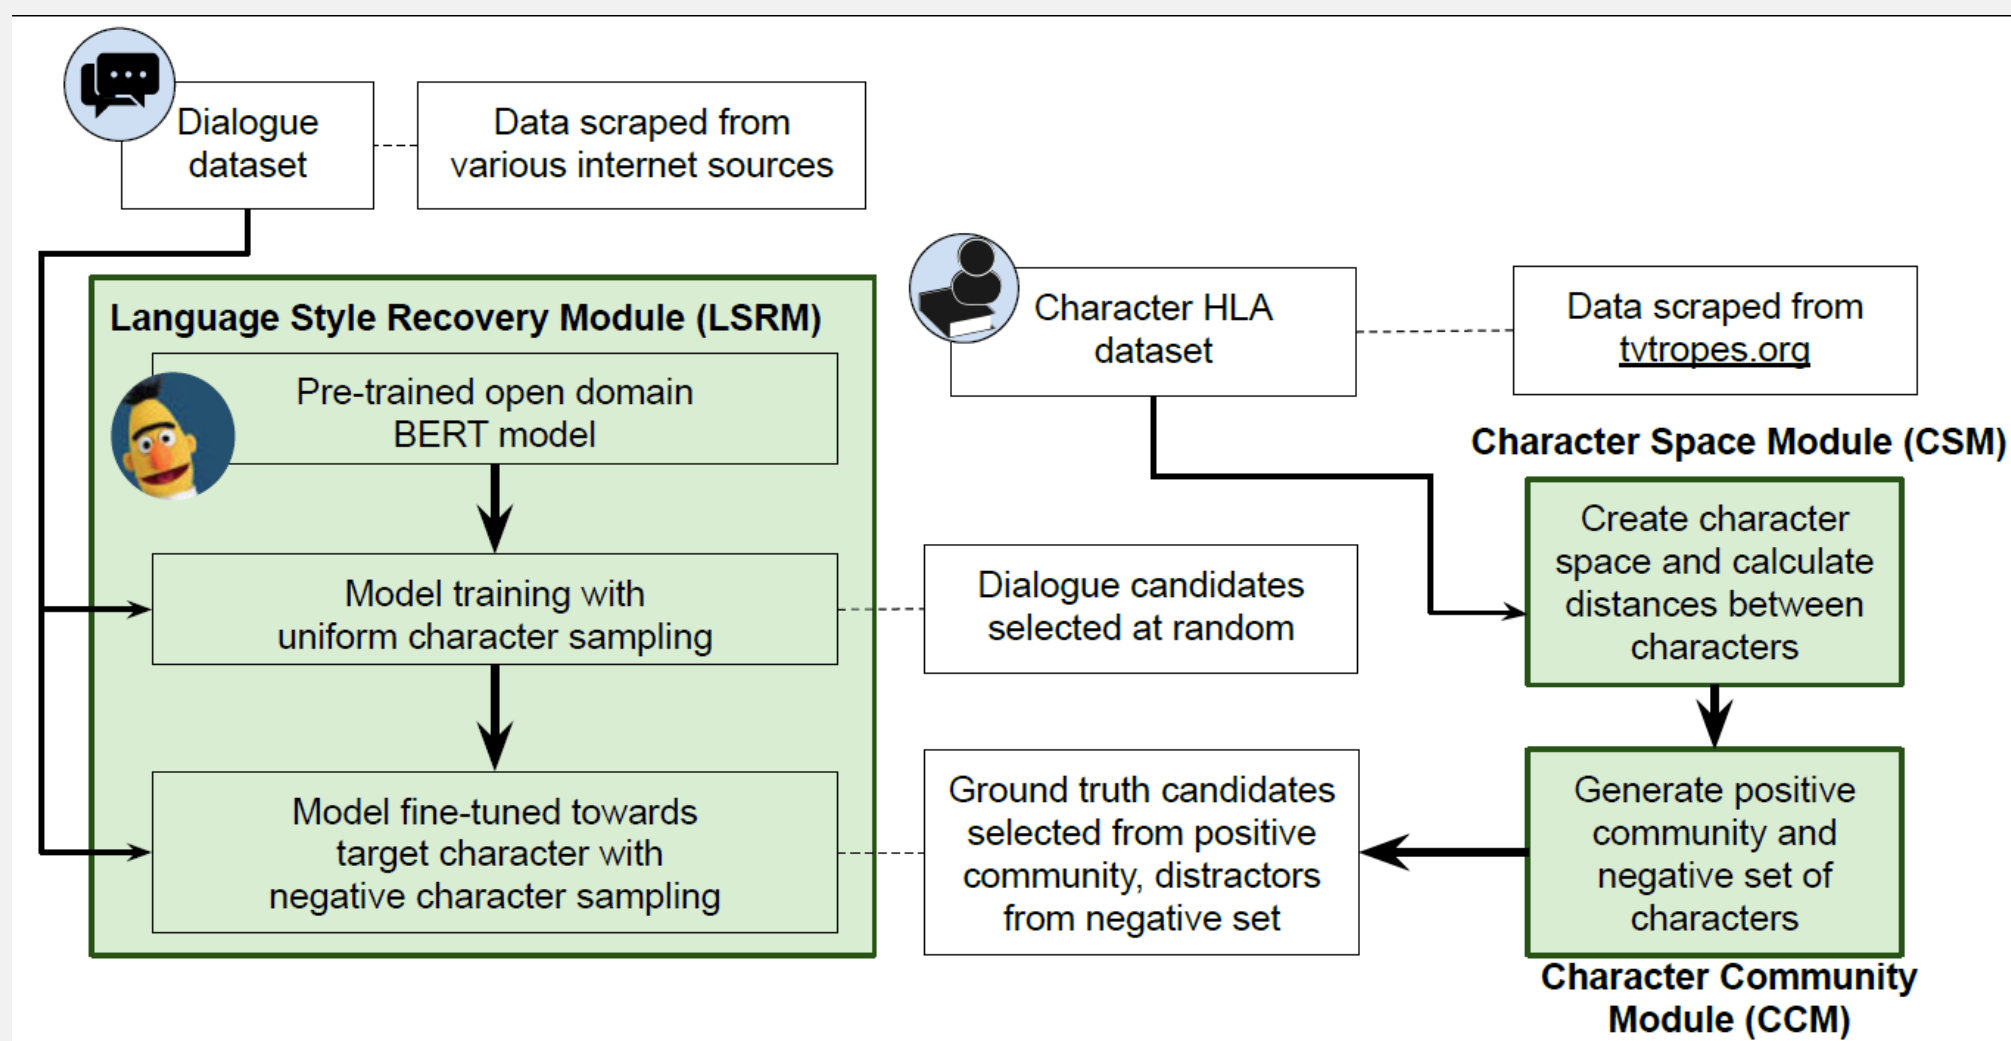 Dialogue
dataset
Data scraped from
various internet sources
Language Style Recovery Module (LSRM)
Pre-trained open domain
BERT model
Model training with
uniform character sampling
Model fine-tuned towards
target character with
negative character sampling
Character HLA
dataset
Data scraped from
tvtropes.org
Dialogue candidates
selected at random
Ground truth candidates
selected from positive
community, distractors
from negative set
Character Space Module (CSM)
Create character
space and calculate
distances between
characters
Generate positive
community and
negative set of
characters
Character Community
Module (CCM)